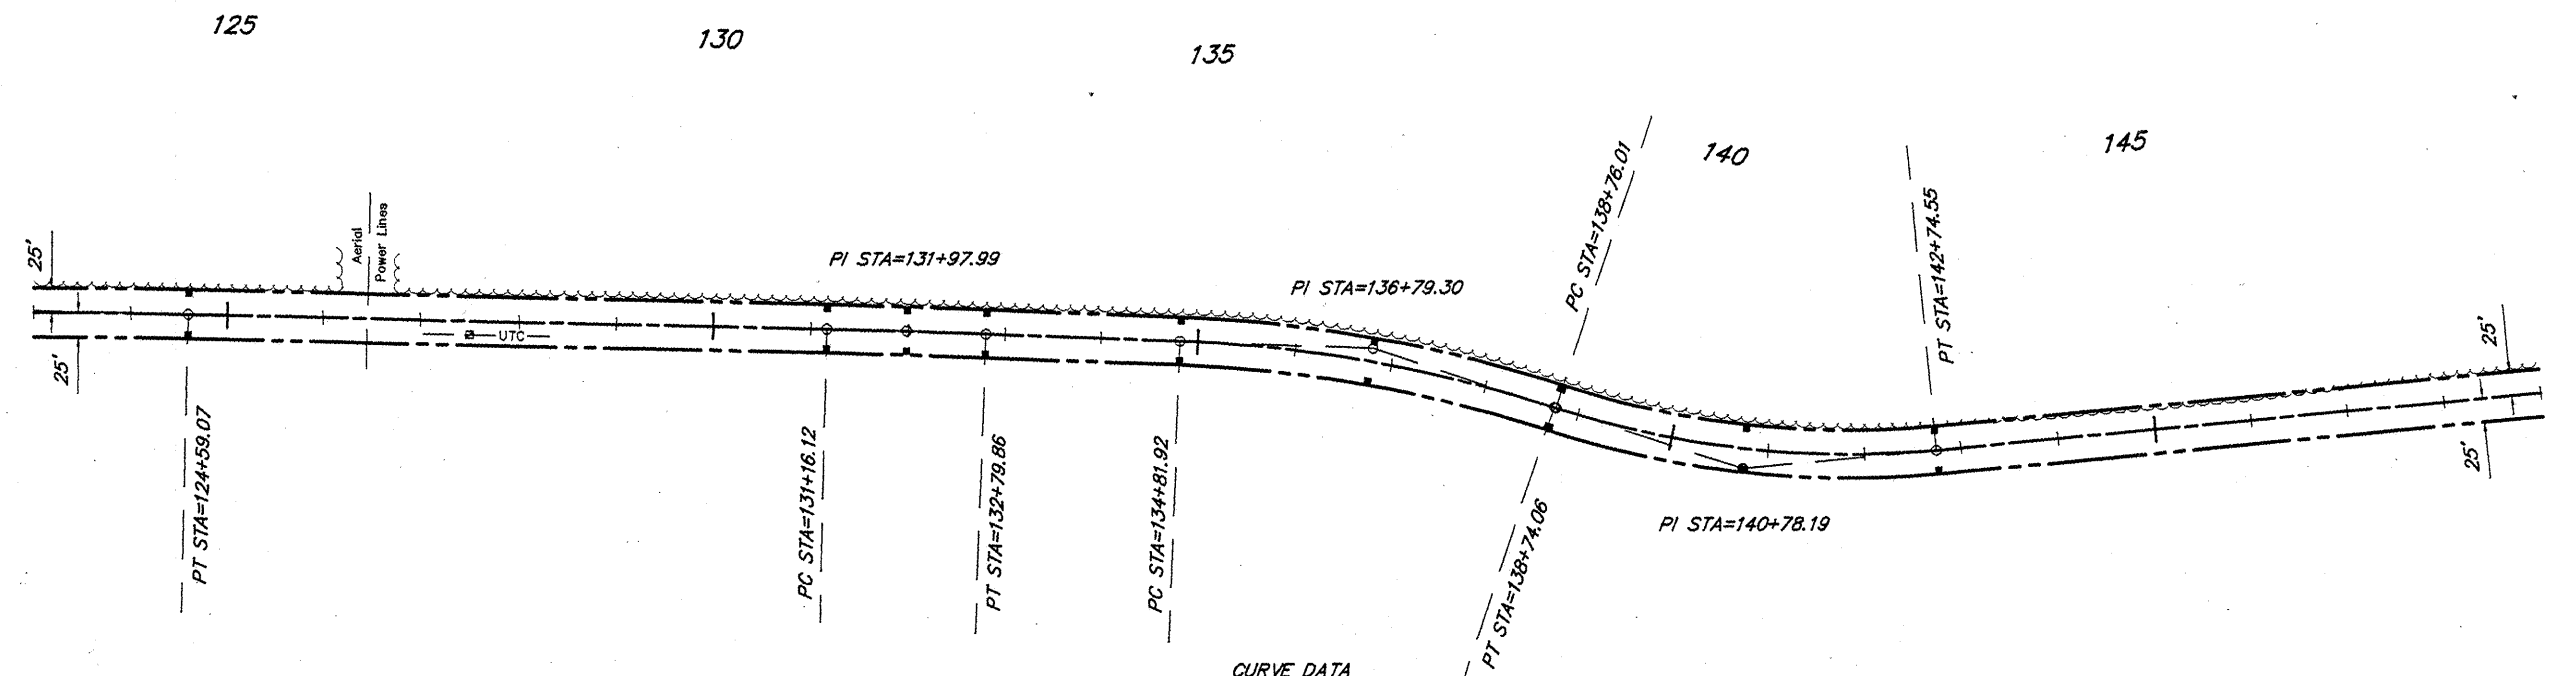 125
130
135
140
145
25'
25'
Aerial
Power Lines
UTC
PI STA=131+97.99
PI STA=136+79.30
PC STA=138+76.01
PT STA=142+74.55
25'
25'
PT STA=124+59.07
PC STA=131+16.12
PT STA=132+79.86
PC STA=134+81.92
PT STA=138+74.06
PI STA=140+78.19
CURVE DATA